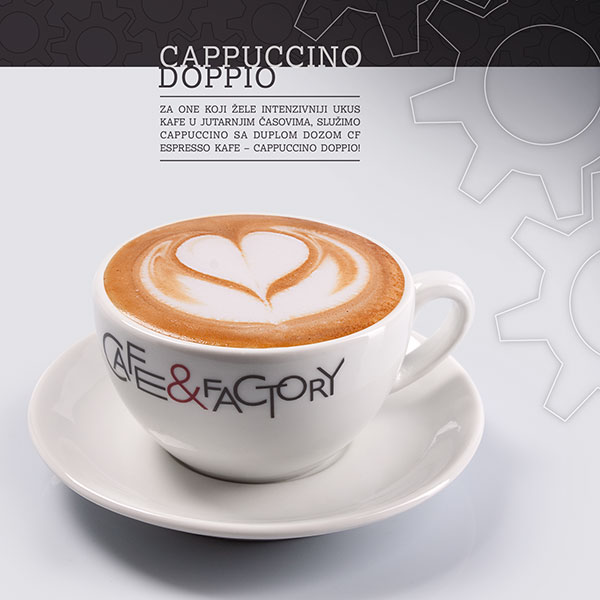 CAPPUCCINO
DOPPIO
ZA ONE KOJI ŽELE INTENZIVNIJI UKUS
KAFE U JUTARNJIM ČASOVIMA, SLUŽIMO
CAPPUCCINO SA DUPLOM DOZOM CF
ESPRESSO KAFE – CAPPUCCINO DOPPIO!
CAFE&FACTORY